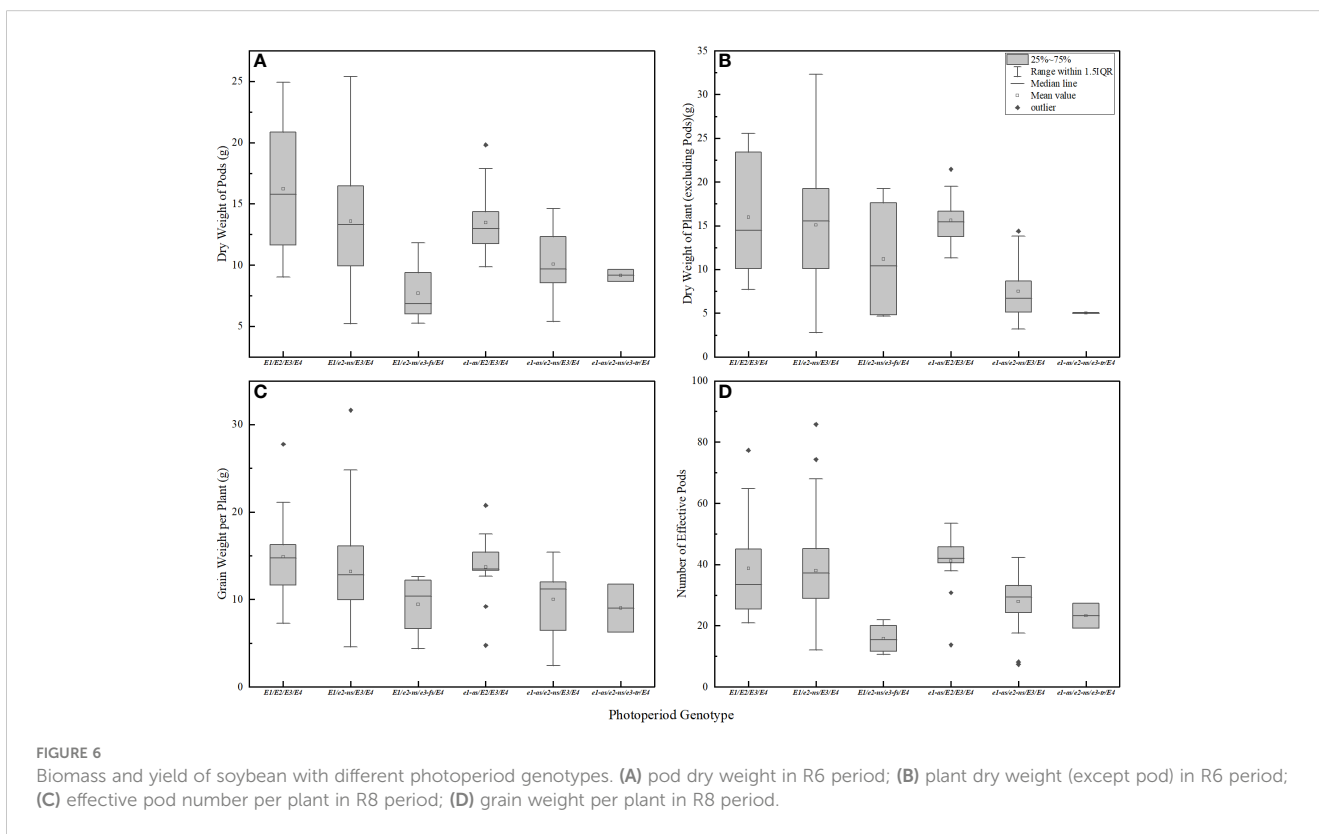 A
Dry Weight of Pods (g)
25
20
15
10
5
E1/E2/E3/E4 E1/e2-ns/E3/E4 E1/e2-ns/e3-fs/E4 e1-as/E2/E3/E4 e1-as/e2-ns/E3/E4 e1-as/e2-ns/e3-tr/E4
B
Dry Weight of Plant (excluding Pods)(g)
35
30
25
20
15
10
5
0
25%~75%
Range within 1.5IQR
Median line
Mean value
outlier
E1/E2/E3/E4 E1/e2-ns/E3/E4 E1/e2-ns/e3-fs/E4 e1-as/E2/E3/E4 e1-as/e2-ns/E3/E4 e1-as/e2-ns/e3-tr/E4
C
Grain Weight per Plant (g)
30
20
10
0
E1/E2/E3/E4 E1/e2-ns/E3/E4 E1/e2-ns/e3-fs/E4 e1-as/E2/E3/E4 e1-as/e2-ns/E3/E4 e1-as/e2-ns/e3-tr/E4
D
Number of Effective Pods
100
80
60
40
20
0
E1/E2/E3/E4 E1/e2-ns/E3/E4 E1/e2-ns/e3-fs/E4 e1-as/E2/E3/E4 e1-as/e2-ns/E3/E4 e1-as/e2-ns/e3-tr/E4
Photoperiod Genotype
FIGURE 6
Biomass and yield of soybean with different photoperiod genotypes. (A) pod dry weight in R6 period; (B) plant dry weight (except pod) in R6 period;
(C) effective pod number per plant in R8 period; (D) grain weight per plant in R8 period.